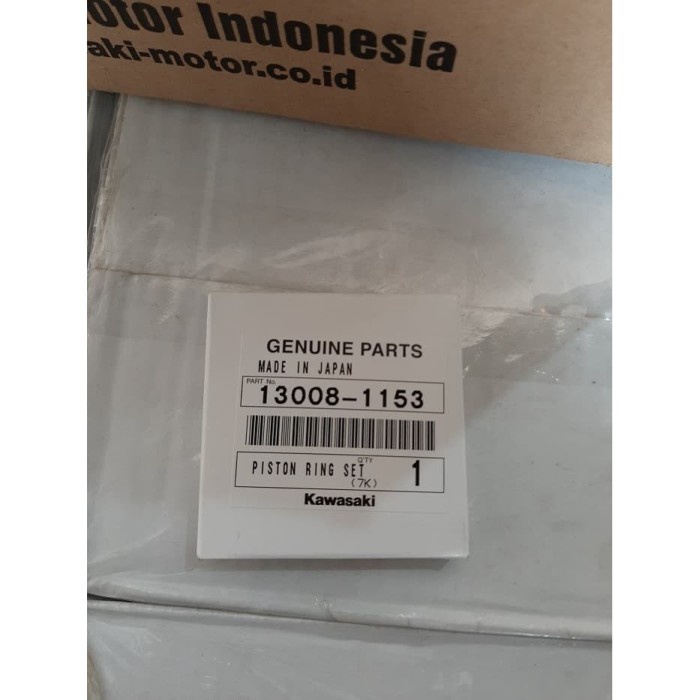 otor Indonesia
aki-motor.co.id
GENUINE PARTS
MADE IN JAPAN
PART No.
13008-1153
Q'TY
PISTON RING SET 1
(7K)
Kawasaki